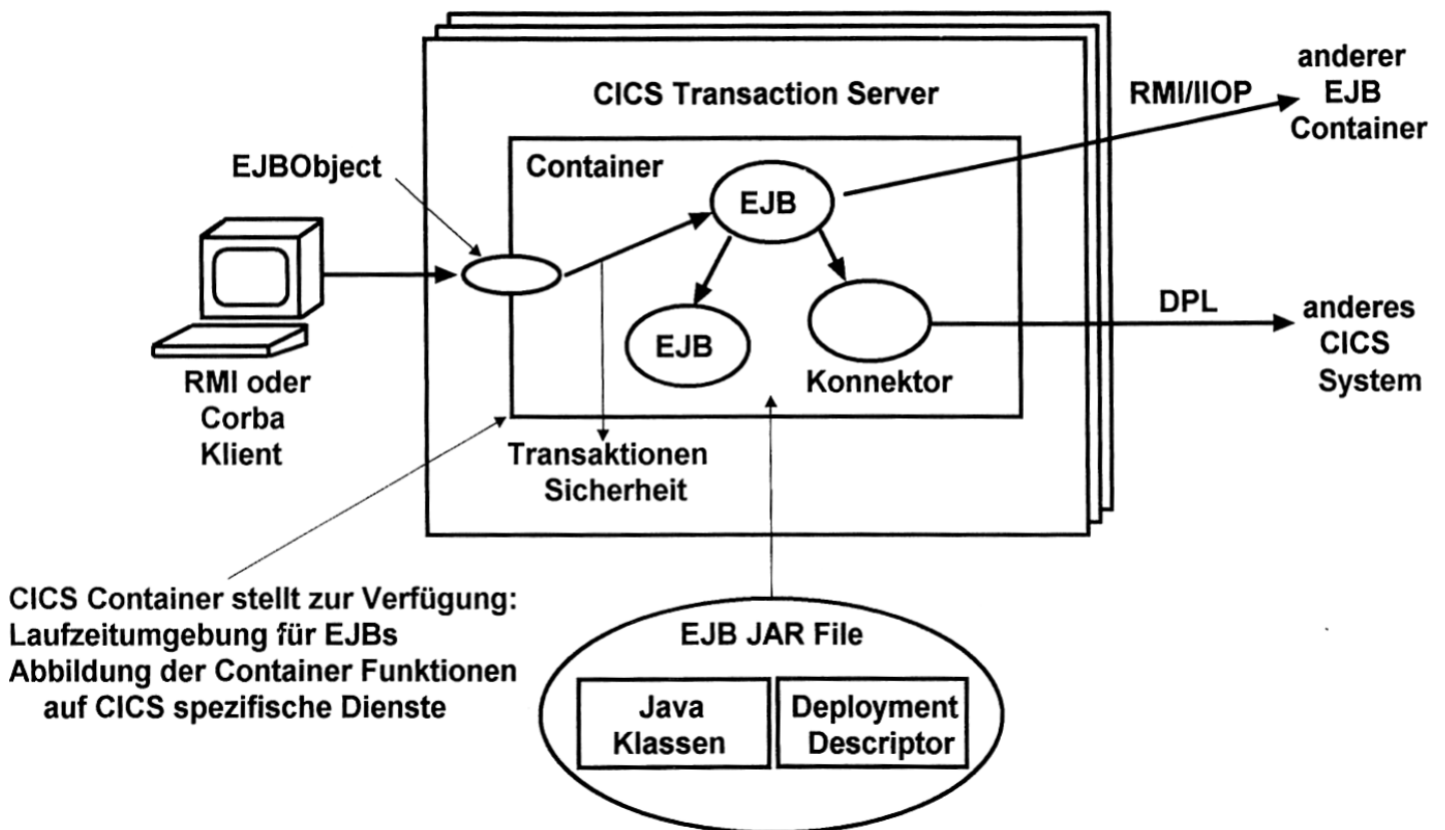 CICS Transaction Server
anderer
EJB
Container
RMI/IIOP
EJBObject
Container
EJB
EJB
Konnektor
DPL
anderes
CICS
System
RMI oder
Corba
Klient
Transaktionen
Sicherheit
CICS Container stellt zur Verfügung:
Laufzeitumgebung für EJBs
Abbildung der Container Funktionen
auf CICS spezifische Dienste
EJB JAR File
Java
Klassen
Deployment
Descriptor